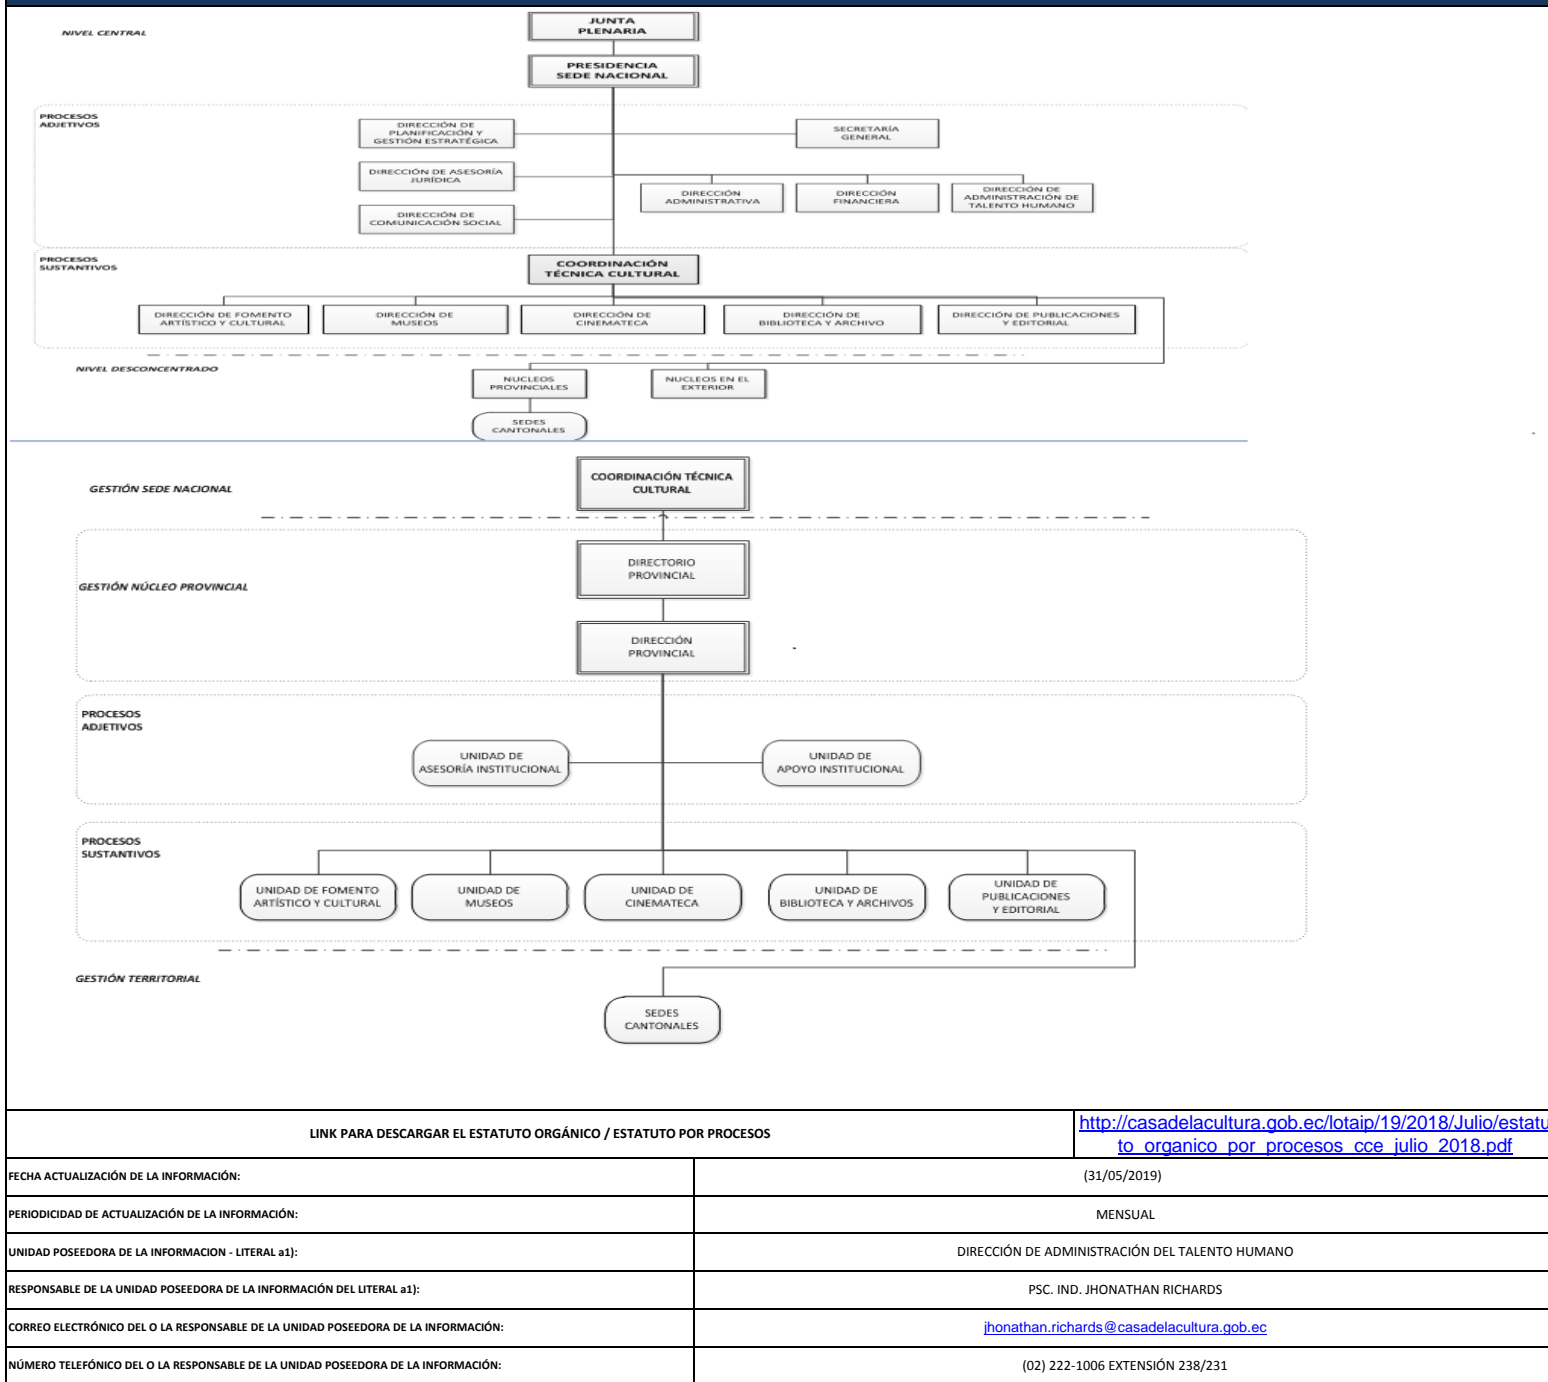 NIVEL CENTRAL
JUNTA
PLENARIA
PRESIDENCIA
SEDE NACIONAL
PROCESOS
ADJETIVOS
DIRECCIÓN DE
PLANIFICACIÓN Y
GESTIÓN ESTRATÉGICA
SECRETARÍA
GENERAL
DIRECCIÓN DE ASESORÍA
JURÍDICA
DIRECCIÓN
ADMINISTRATIVA
DIRECCIÓN
FINANCIERA
DIRECCIÓN DE
ADMINISTRACIÓN DE
TALENTO HUMANO
DIRECCIÓN DE
COMUNICACIÓN SOCIAL
PROCESOS
SUSTANTIVOS
COORDINACIÓN
TÉCNICA CULTURAL
DIRECCIÓN DE FOMENTO
ARTÍSTICO Y CULTURAL
DIRECCIÓN DE
MUSEOS
DIRECCIÓN DE
CINEMATECA
DIRECCIÓN DE
BIBLIOTECA Y ARCHIVO
DIRECCIÓN DE PUBLICACIONES
Y EDITORIAL
NIVEL DESCONCENTRADO
NUCLEOS
PROVINCIALES
NUCLEOS EN EL
EXTERIOR
SEDES
CANTONALES
GESTIÓN SEDE NACIONAL
COORDINACIÓN TÉCNICA
CULTURAL
GESTIÓN NÚCLEO PROVINCIAL
DIRECTORIO
PROVINCIAL
DIRECCIÓN
PROVINCIAL
PROCESOS
ADJETIVOS
UNIDAD DE
ASESORÍA INSTITUCIONAL
UNIDAD DE
APOYO INSTITUCIONAL
PROCESOS
SUSTANTIVOS
UNIDAD DE FOMENTO
ARTÍSTICO Y CULTURAL
UNIDAD DE
MUSEOS
UNIDAD DE
CINEMATECA
UNIDAD DE
BIBLIOTECA Y ARCHIVOS
UNIDAD DE
PUBLICACIONES
Y EDITORIAL
GESTIÓN TERRITORIAL
SEDES
CANTONALES
LINK PARA DESCARGAR EL ESTATUTO ORGÁNICO / ESTATUTO POR PROCESOS
http://casadelacultura.gob.ec/lotaip/19/2018/Julio/estatu
to_organico_por_procesos_cce_julio_2018.pdf
FECHA ACTUALIZACIÓN DE LA INFORMACIÓN:
(31/05/2019)
PERIODICIDAD DE ACTUALIZACIÓN DE LA INFORMACIÓN:
MENSUAL
UNIDAD POSEEDORA DE LA INFORMACION - LITERAL a1):
DIRECCIÓN DE ADMINISTRACIÓN DEL TALENTO HUMANO
RESPONSABLE DE LA UNIDAD POSEEDORA DE LA INFORMACIÓN DEL LITERAL a1):
PSC. IND. JHONATHAN RICHARDS
CORREO ELECTRÓNICO DEL O LA RESPONSABLE DE LA UNIDAD POSEEDORA DE LA INFORMACIÓN:
jhonathan.richards@casadelacultura.gob.ec
NÚMERO TELEFÓNICO DEL O LA RESPONSABLE DE LA UNIDAD POSEEDORA DE LA INFORMACIÓN:
(02) 222-1006 EXTENSIÓN 238/231